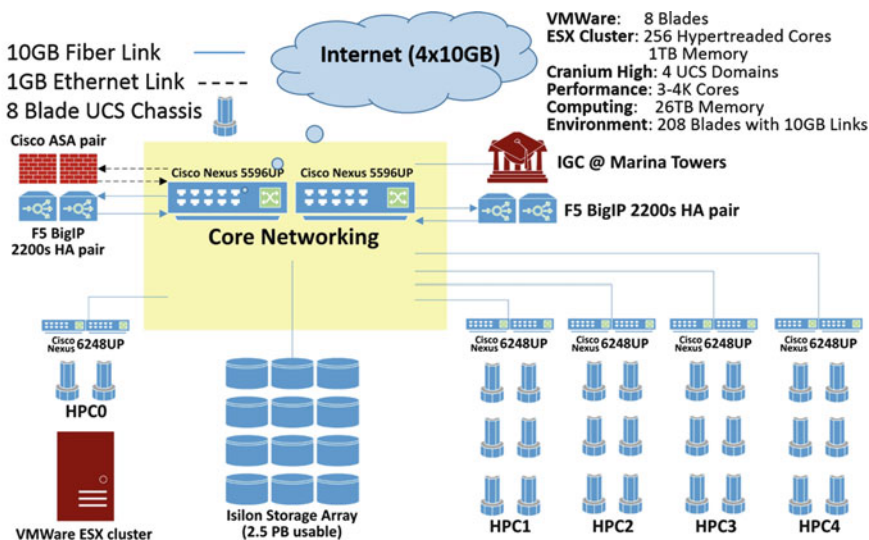 10GB Fiber Link
1GB Ethernet Link
8 Blade UCS Chassis
Internet (4x10GB)
VMWare: 8 Blades
ESX Cluster: 256 Hypertreaded Cores
1TB Memory
Cranium High: 4 UCS Domains
Performance: 3-4K Cores
Computing: 26TB Memory
Environment: 208 Blades with 10GB Links
Cisco ASA pair
F5 BigIP
2200s HA pair
Cisco Nexus 5596UP
Cisco Nexus 5596UP
Core Networking
IGC @ Marina Towers
F5 BigIP 2200s HA pair
Cisco
Nexus 6248UP
HPC0
VMWare ESX cluster
Isilon Storage Array
(2.5 PB usable)
Cisco
Nexus 6248UP
Cisco
Nexus 6248UP
Cisco
Nexus 6248UP
Cisco
Nexus 6248UP
HPC1
HPC2
HPC3
HPC4